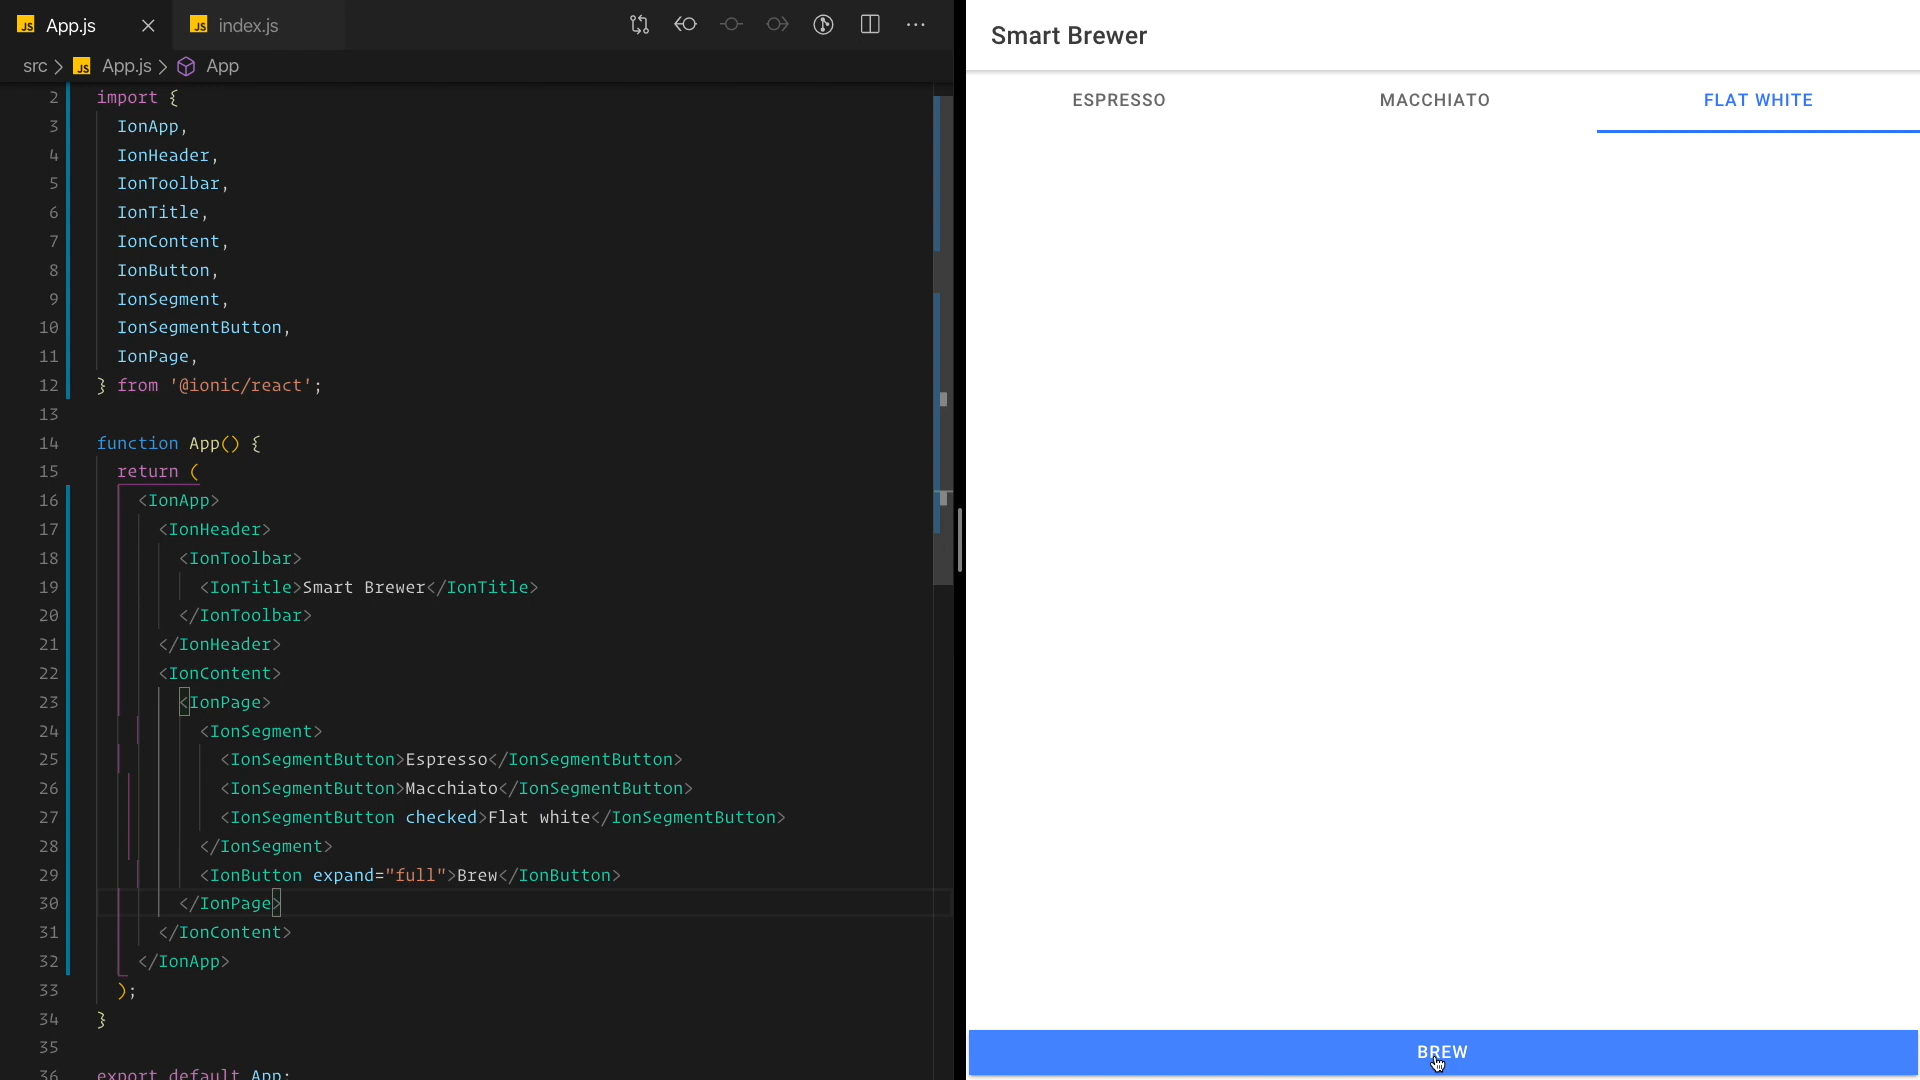 JS App.js
JS index.js
src > JS App.js > App
2 import {
3 IonApp,
4 IonHeader,
5 IonToolbar,
6 IonTitle,
7 IonContent,
8 IonButton,
9 IonSegment,
10 IonSegmentButton,
11 IonPage,
12 } from '@ionic/react';
13
14 function App() {
15 return (
16 <IonApp>
17 <IonHeader>
18 <IonToolbar>
19 <IonTitle>Smart Brewer</IonTitle>
20 </IonToolbar>
21 </IonHeader>
22 <IonContent>
23 <IonPage>
24 <IonSegment>
25 <IonSegmentButton>Espresso</IonSegmentButton>
26 <IonSegmentButton>Macchiato</IonSegmentButton>
27 <IonSegmentButton checked>Flat white</IonSegmentButton>
28 </IonSegment>
29 <IonButton expand="full">Brew</IonButton>
30 </IonPage>
31 </IonContent>
32 </IonApp>
33 );
34 }
35
36 export default App;
Smart Brewer
ESPRESSO
MACCHIATO
FLAT WHITE
BREW